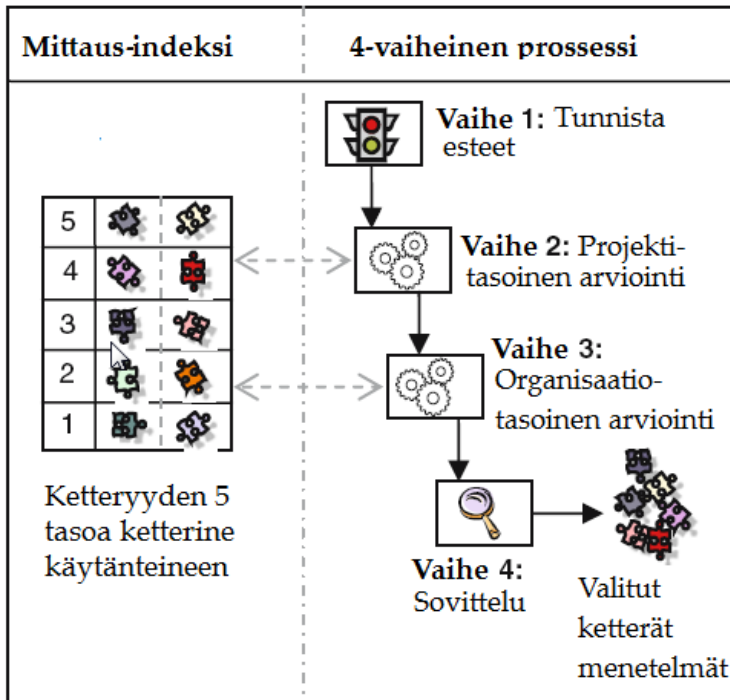 Mittaus-indeksi
4-vaiheinen prossessi
Vaihe 1: Tunnista
esteet
5
4
3
2
1
Vaihe 2: Projekti-
tasoinen arviointi
Vaihe 3:
Organisaatio-
tasoinen arviointi
Ketteryyden 5
tasoa ketterine
käytänteineen
Vaihe 4:
Sovittelu
Valitut
ketterät
menetelmät